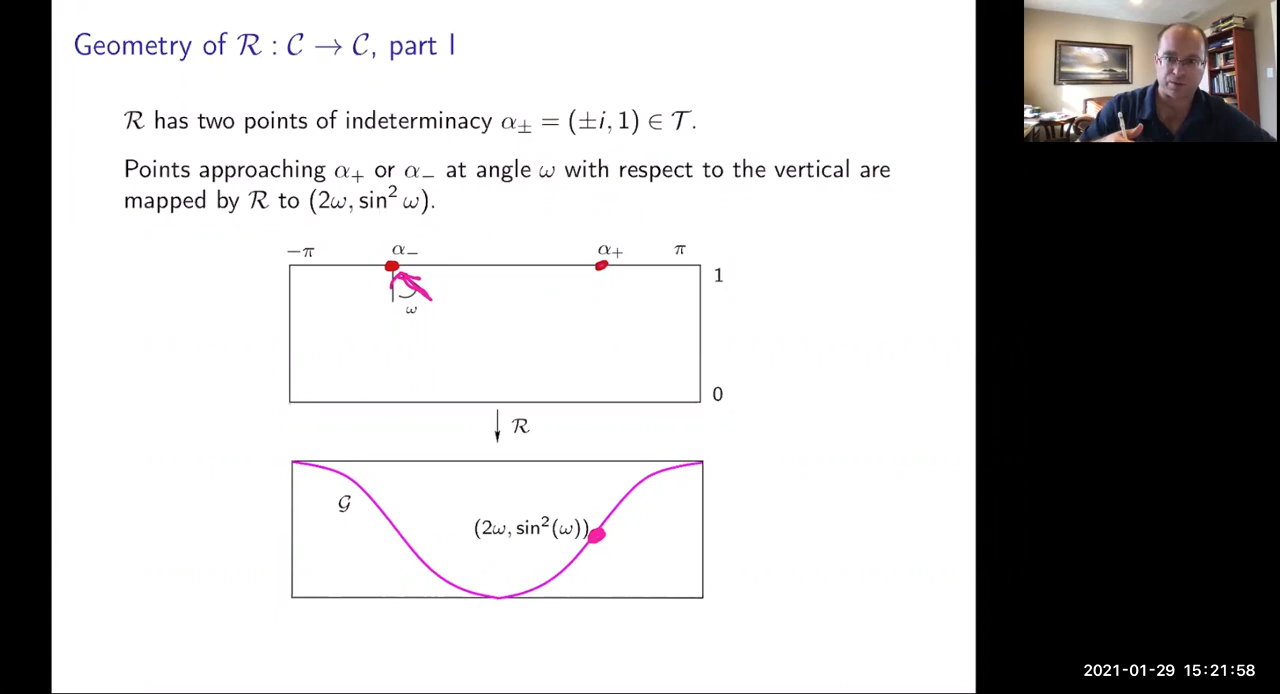 Geometry of ℛ : 𝒞 → 𝒞, part I
ℛ has two points of indeterminacy α± = (±i, 1) ∈ 𝒯.
Points approaching α₊ or α₋ at angle ω with respect to the vertical are
mapped by ℛ to (2ω, sin² ω).
−π α₋ α₊ π
1
ω
0
ℛ
𝒢
(2ω, sin²(ω))
2021-01-29 15:21:58